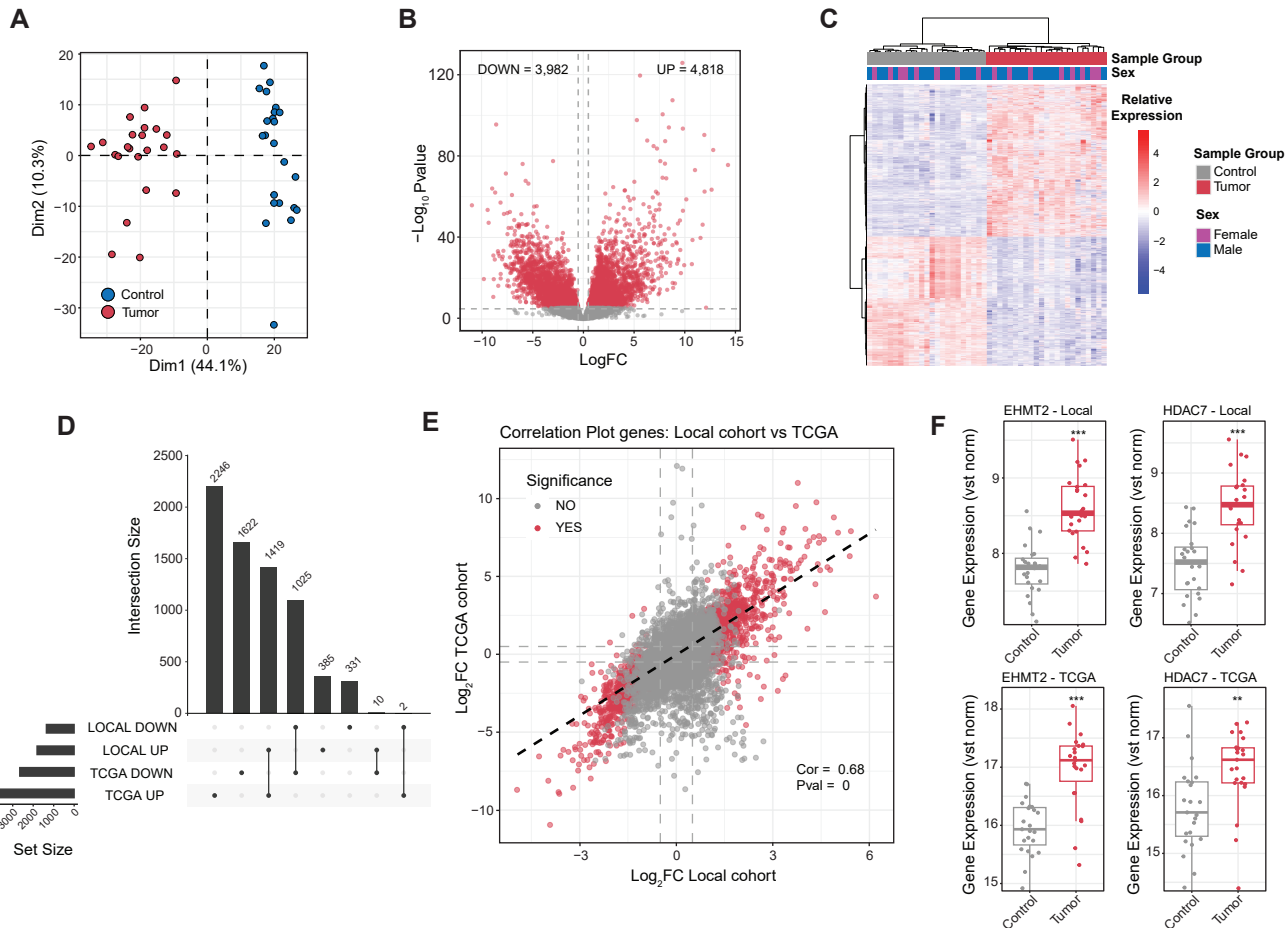 A
20
10
0
−10
−20
−30
Dim2 (10.3%)
−20
0
20
Dim1 (44.1%)
Control
Tumor
B
DOWN = 3,982
UP = 4,818
120
80
40
0
−Log10 Pvalue
−10
−5
0
5
10
15
LogFC
C
Sample Group
Sex
Relative
Expression
4
2
0
−2
−4
Sample Group
Control
Tumor
Sex
Female
Male
D
2500
2000
1500
1000
500
0
Intersection Size
2246
1622
1419
1025
385
331
10
2
LOCAL DOWN
LOCAL UP
TCGA DOWN
TCGA UP
3000
2000
1000
0
Set Size
E
Correlation Plot genes: Local cohort vs TCGA
Significance
NO
YES
10
5
0
−5
−10
Log2FC TCGA cohort
Cor = 0.68
Pval = 0
−3
0
3
6
Log2FC Local cohort
F
EHMT2 - Local
***
9
8
Gene Expression (vst norm)
Control
Tumor
HDAC7 - Local
***
9
8
7
Gene Expression (vst norm)
Control
Tumor
EHMT2 - TCGA
***
18
17
16
15
Gene Expression (vst norm)
Control
Tumor
HDAC7 - TCGA
**
17
16
15
Gene Expression (vst norm)
Control
Tumor